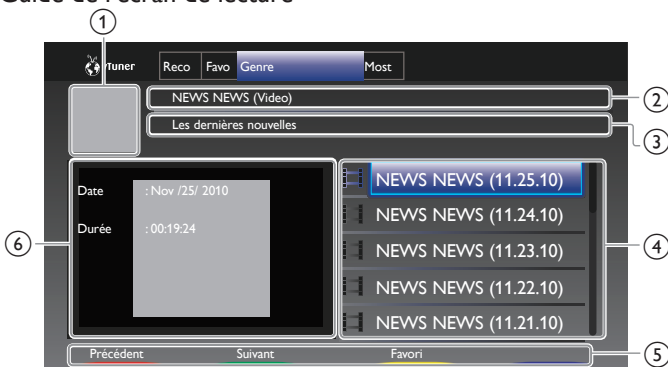 Guide de l'écran de lecture
1
vTuner Reco Favo Genre Most
NEWS NEWS (Video)
2
Les dernières nouvelles
3
Date : Nov /25/ 2010
Durée : 00:19:24
6
NEWS NEWS (11.25.10)
NEWS NEWS (11.24.10)
NEWS NEWS (11.23.10)
NEWS NEWS (11.22.10)
NEWS NEWS (11.21.10)
4
Précédent Suivant Favori
5